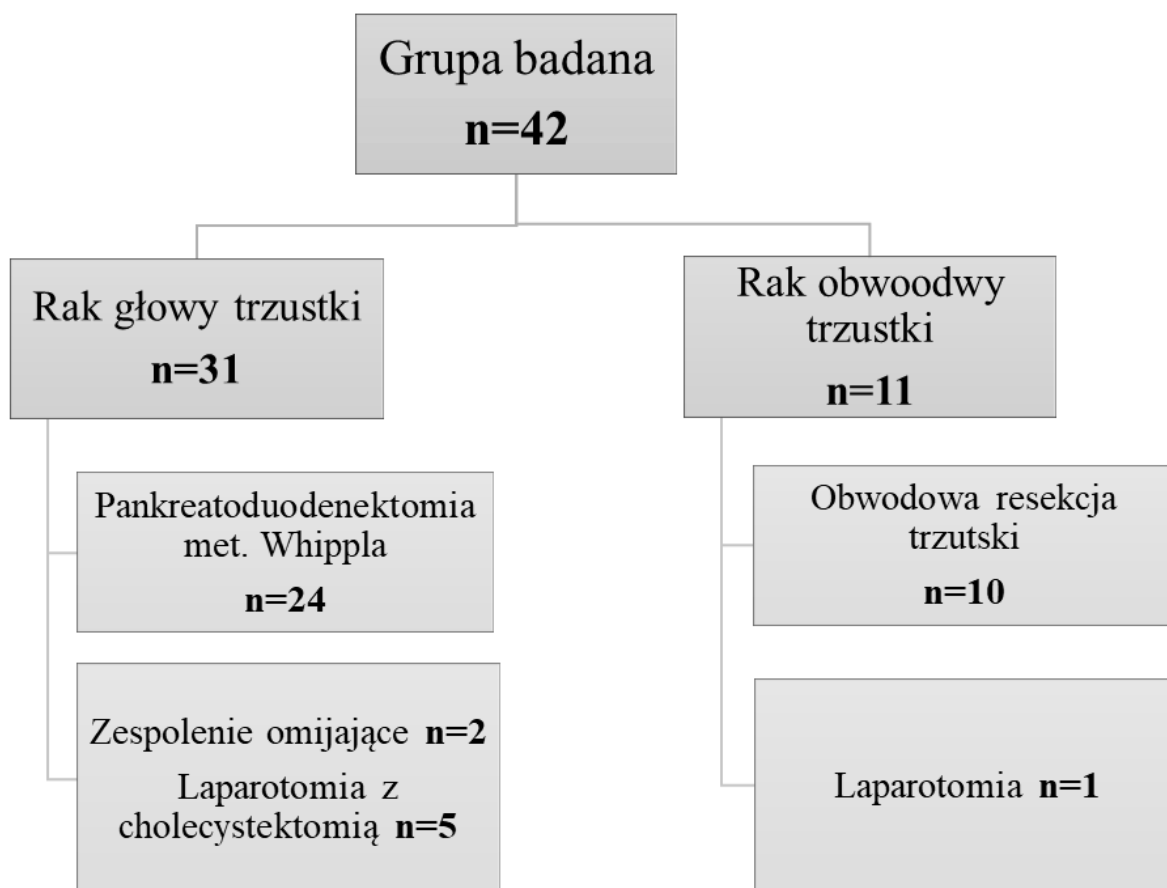 Grupa badana
n=42
Rak głowy trzustki
n=31
Rak obwoodwy
trzustki
n=11
Pankreatoduodenektomia
met. Whippla
n=24
Obwodowa resekcja
trzutski
n=10
Zespolenie omijające n=2
Laparotomia z
cholecystektomią n=5
Laparotomia n=1